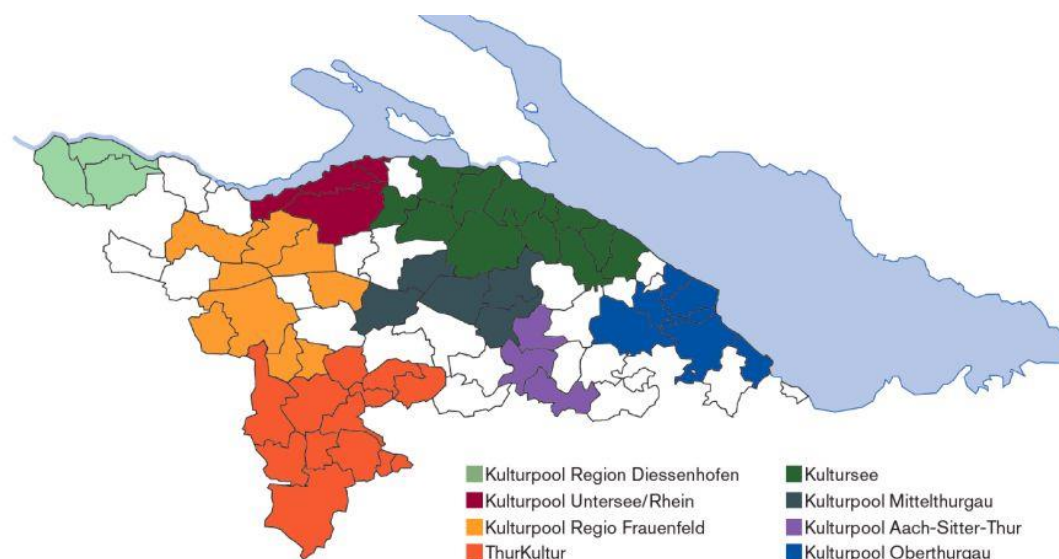 Kulturpool Region Diessenhofen
Kulturpool Untersee/Rhein
Kulturpool Regio Frauenfeld
ThurKultur
Kultursee
Kulturpool Mittelthurgau
Kulturpool Aach-Sitter-Thur
Kulturpool Oberthurgau